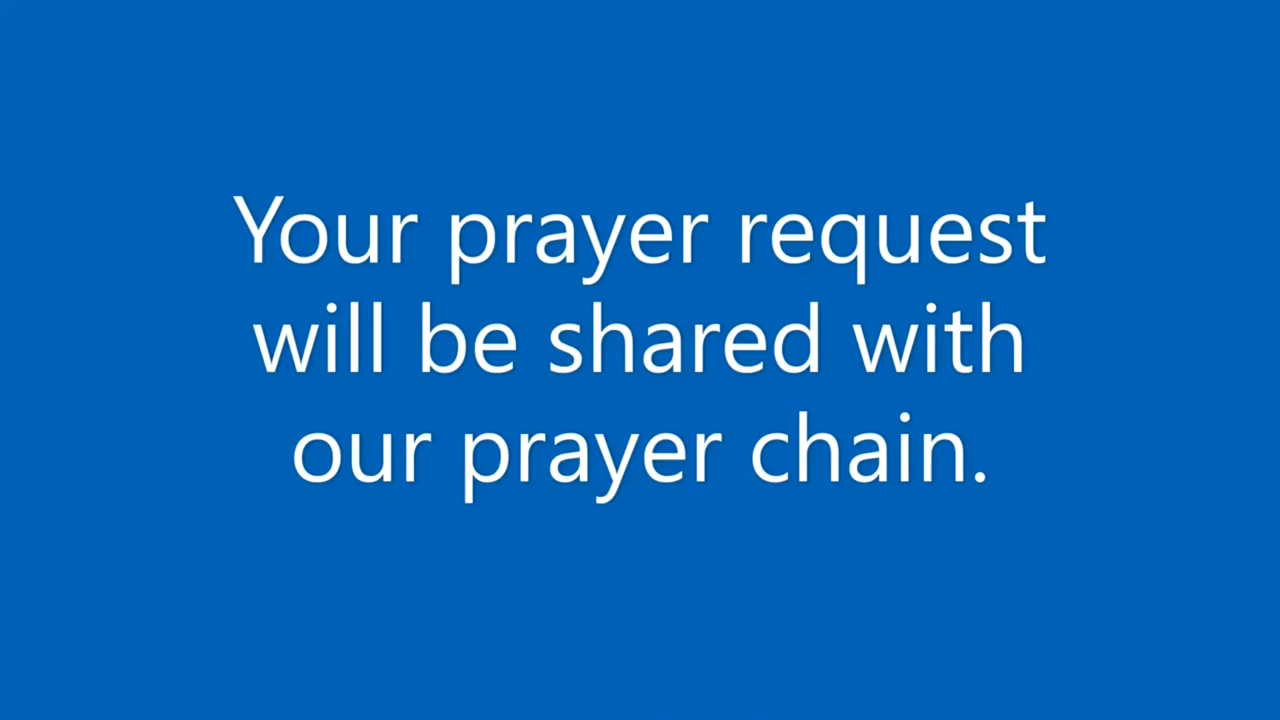 Your prayer request
will be shared with
our prayer chain.